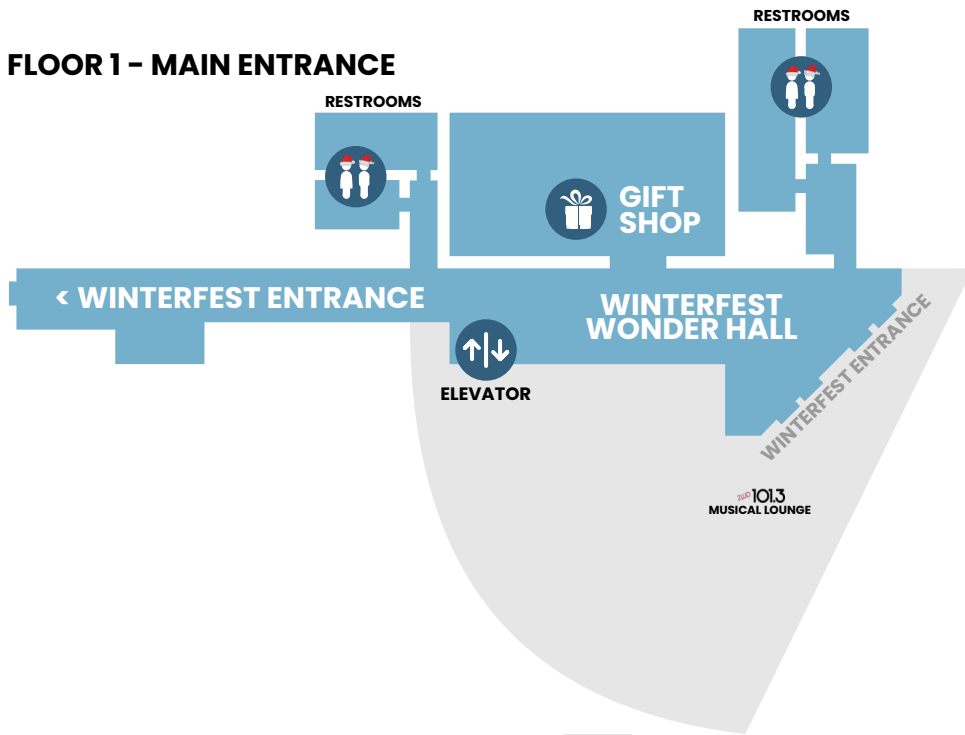 RESTROOMS
FLOOR 1 - MAIN ENTRANCE
RESTROOMS
GIFT
SHOP
< WINTERFEST ENTRANCE
WINTERFEST
WONDER HALL
WINTERFEST ENTRANCE
ELEVATOR
101.3
MUSICAL LOUNGE